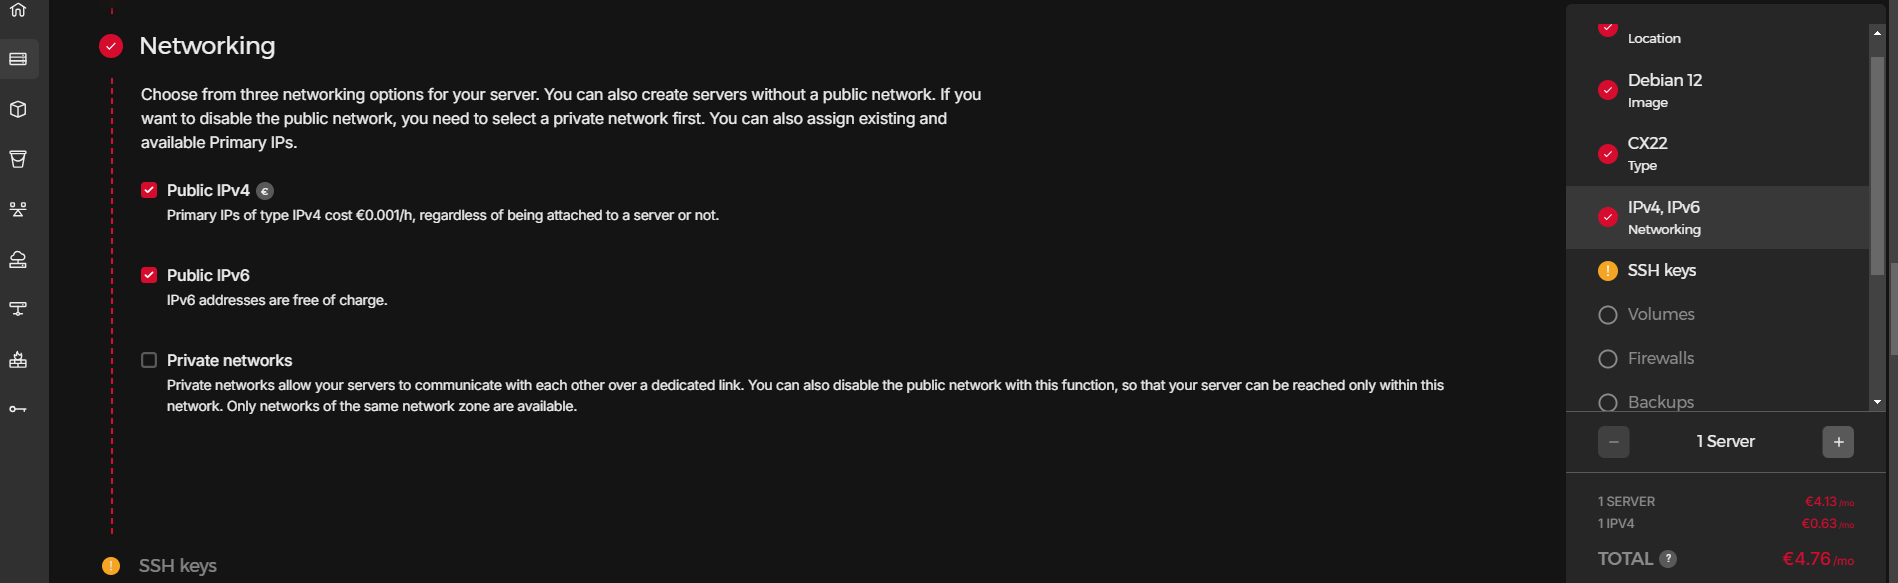 Networking
Choose from three networking options for your server. You can also create servers without a public network. If you
want to disable the public network, you need to select a private network first. You can also assign existing and
available Primary IPs.
Public IPv4 €
Primary IPs of type IPv4 cost €0.001/h, regardless of being attached to a server or not.
Public IPv6
IPv6 addresses are free of charge.
Private networks
Private networks allow your servers to communicate with each other over a dedicated link. You can also disable the public network with this function, so that your server can be reached only within this
network. Only networks of the same network zone are available.
! SSH keys
Location
Debian 12
Image
CX22
Type
IPv4, IPv6
Networking
! SSH keys
Volumes
Firewalls
Backups
− 1 Server +
1 SERVER €4.13 /mo
1 IPV4 €0.63 /mo
TOTAL ? €4.76 /mo